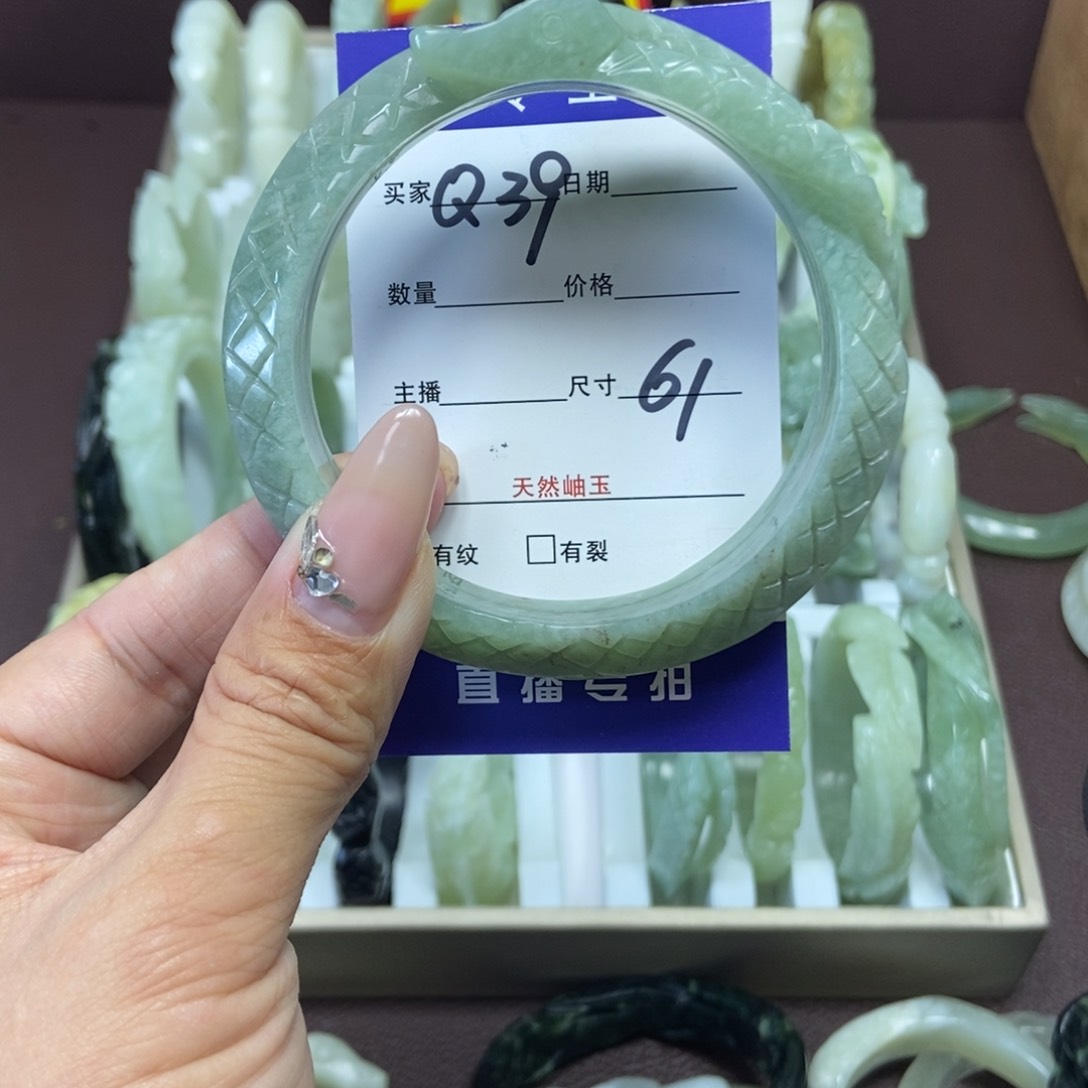 买家 Q39 日期
数量 价格
主播 尺寸 61
天然岫玉
有纹 有裂
直播专拍